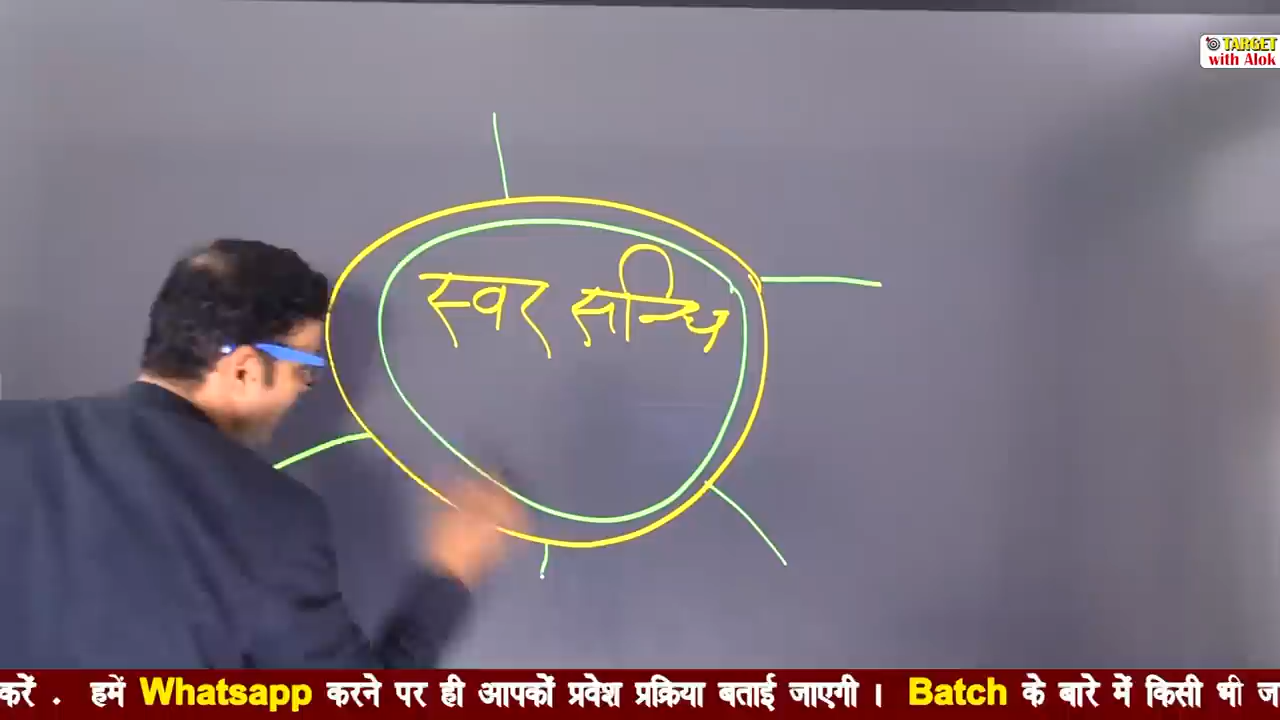 TARGET
with Alok
स्वर सन्धि
करें . हमें Whatsapp करने पर ही आपकों प्रवेश प्रक्रिया बताई जाएगी । Batch के बारे में किसी भी